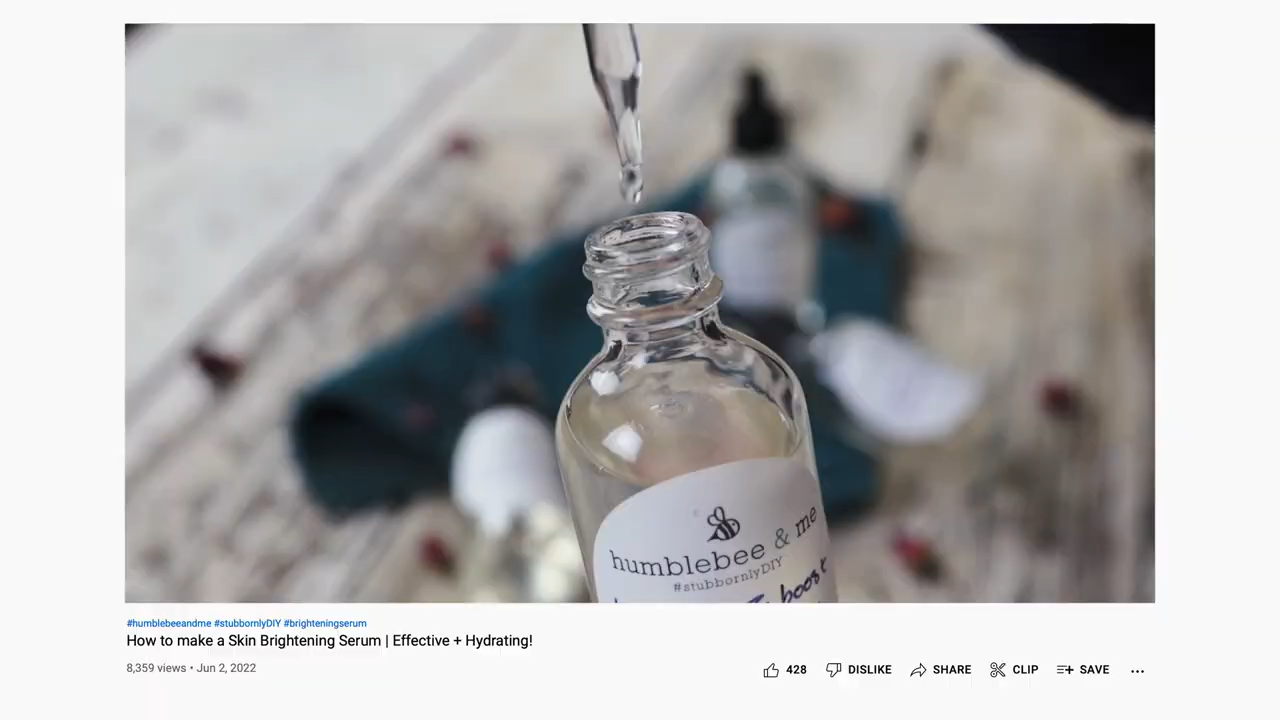 humblebee & me
#stubbornlyDIY
boost
#humblebeeandme #stubbornlyDIY #brighteningserum
How to make a Skin Brightening Serum | Effective + Hydrating!
8,359 views • Jun 2, 2022
428 DISLIKE SHARE CLIP SAVE ...